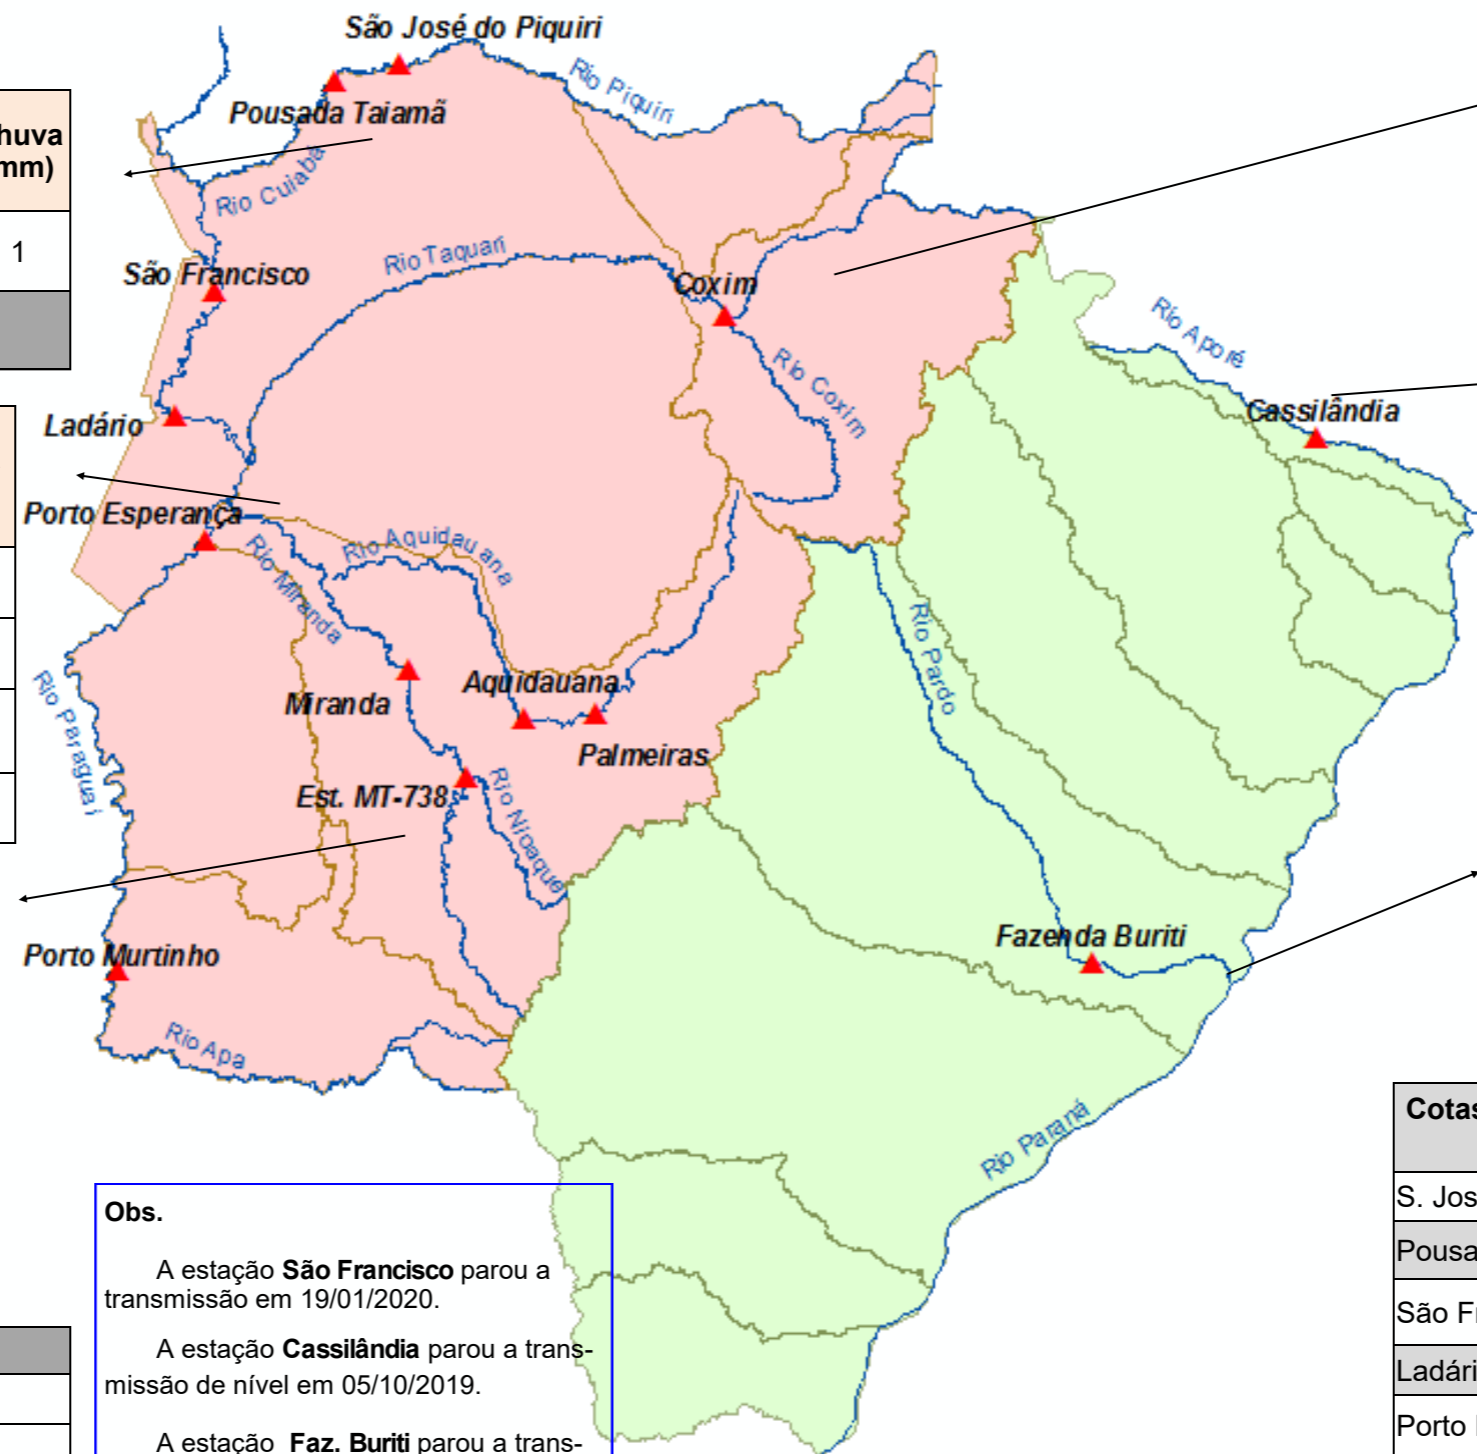 São José do Piquiri
Rio Piquiri
Pousada Taiamã
huva
mm)
Rio Cuiabá
1
Rio Taquari
São Francisco
Coxim
Rio Aporé
Rio Coxim
Cassilândia
Ladário
Porto Esperança
Rio Aquidauana
Rio Miranda
Rio Pardo
Rio Paraguai
Aquidauana
Miranda
Palmeiras
Est. MT-738
Rio Nioaque
Fazenda Buriti
Porto Murtinho
Rio Apa
Rio Paraná
Cotas
S. Jos
Pousa
São Fr
Ladári
Porto
Obs.
A estação São Francisco parou a
transmissão em 19/01/2020.
A estação Cassilândia parou a trans-
missão de nível em 05/10/2019.
A estação Faz. Buriti parou a trans-